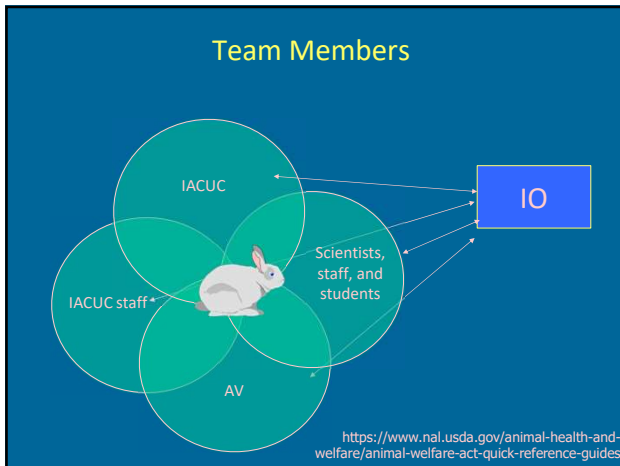 Team Members
IACUC
IO
Scientists,
staff, and
students
IACUC staff
AV
https://www.nal.usda.gov/animal-health-and-
welfare/animal-welfare-act-quick-reference-guides